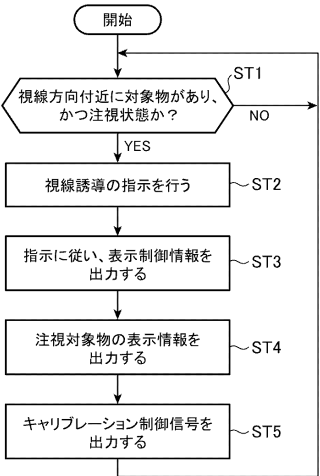 開始
視線方向付近に対象物があり、
かつ注視状態か？
ST1
NO
YES
視線誘導の指示を行う
ST2
指示に従い、表示制御情報を
出力する
ST3
注視対象物の表示情報を
出力する
ST4
キャリブレーション制御信号を
出力する
ST5